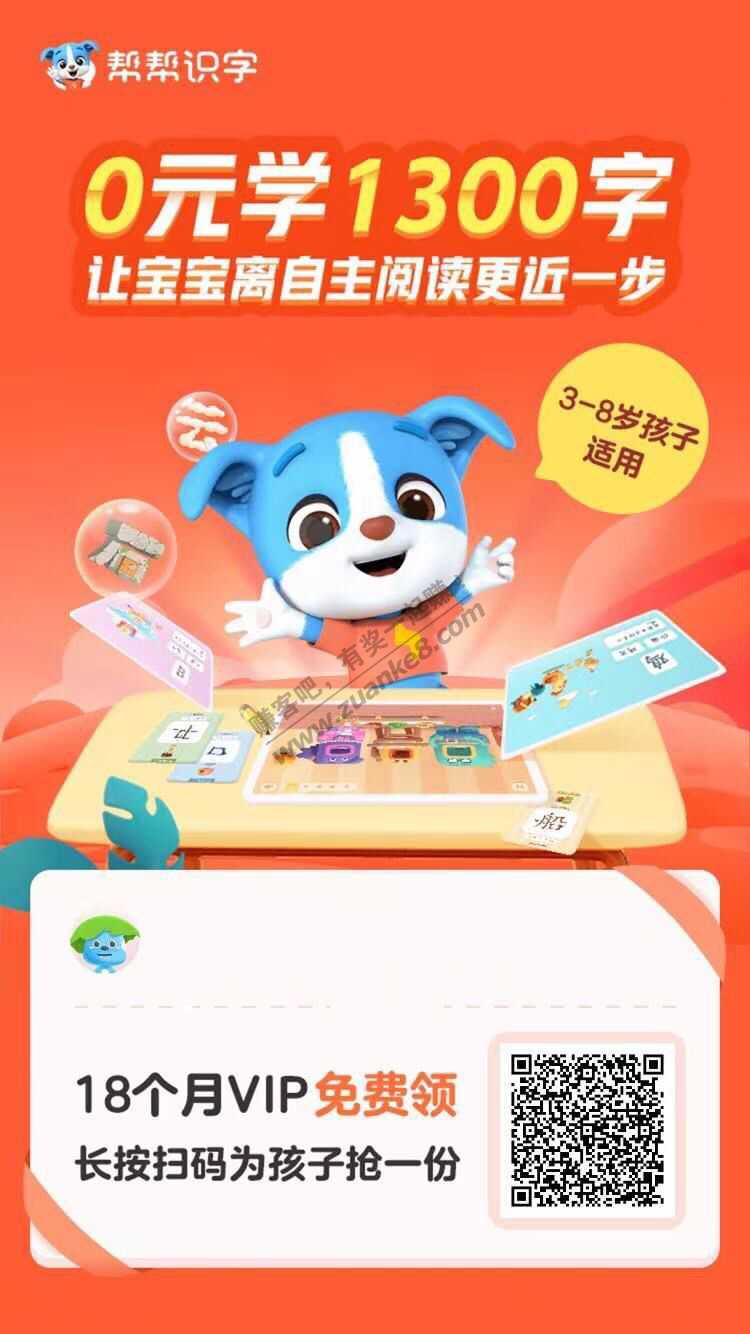 帮帮识字
0元学1300字
让宝宝离自主阅读更近一步
3-8岁孩子
适用
云
鸡
赚客吧，有奖一起赚！
www.zuanke8.com
书
船
18个月VIP免费领
长按扫码为孩子抢一份